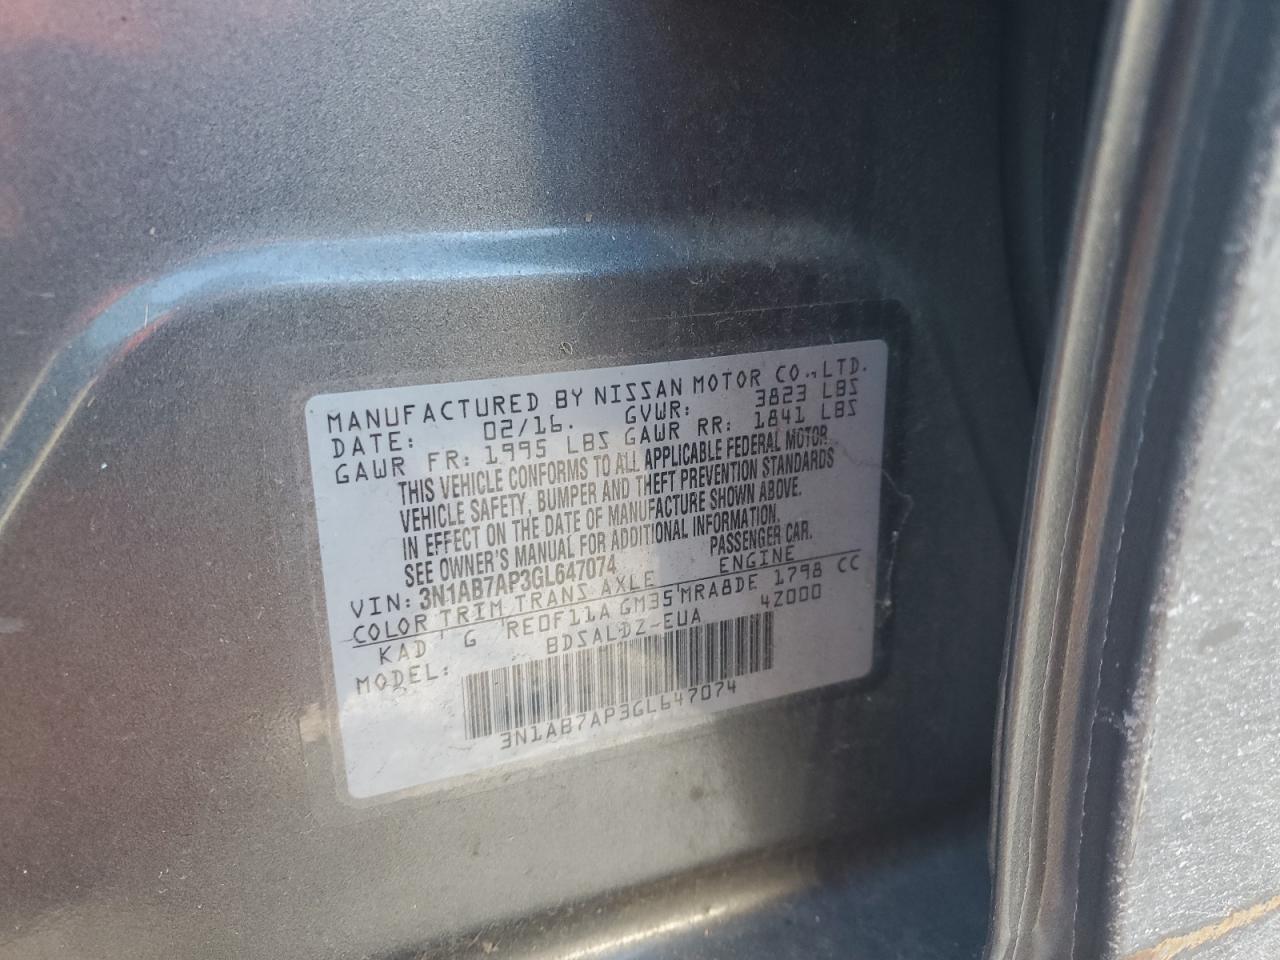 MANUFACTURED BY NISSAN MOTOR CO.,LTD.
DATE: 02/16. GVWR: 3823 LBS
GAWR FR: 1995 LBS GAWR RR: 1841 LBS
THIS VEHICLE CONFORMS TO ALL APPLICABLE FEDERAL MOTOR
VEHICLE SAFETY, BUMPER AND THEFT PREVENTION STANDARDS
IN EFFECT ON THE DATE OF MANUFACTURE SHOWN ABOVE.
SEE OWNER'S MANUAL FOR ADDITIONAL INFORMATION.
VIN: 3N1AB7AP3GL647074 PASSENGER CAR.
COLOR TRIM TRANS AXLE ENGINE
KAD G RE0F11A GM35 MRA8DE 1798 CC
MODEL: BDSALDZ-EUA 4Z000
3N1AB7AP3GL647074